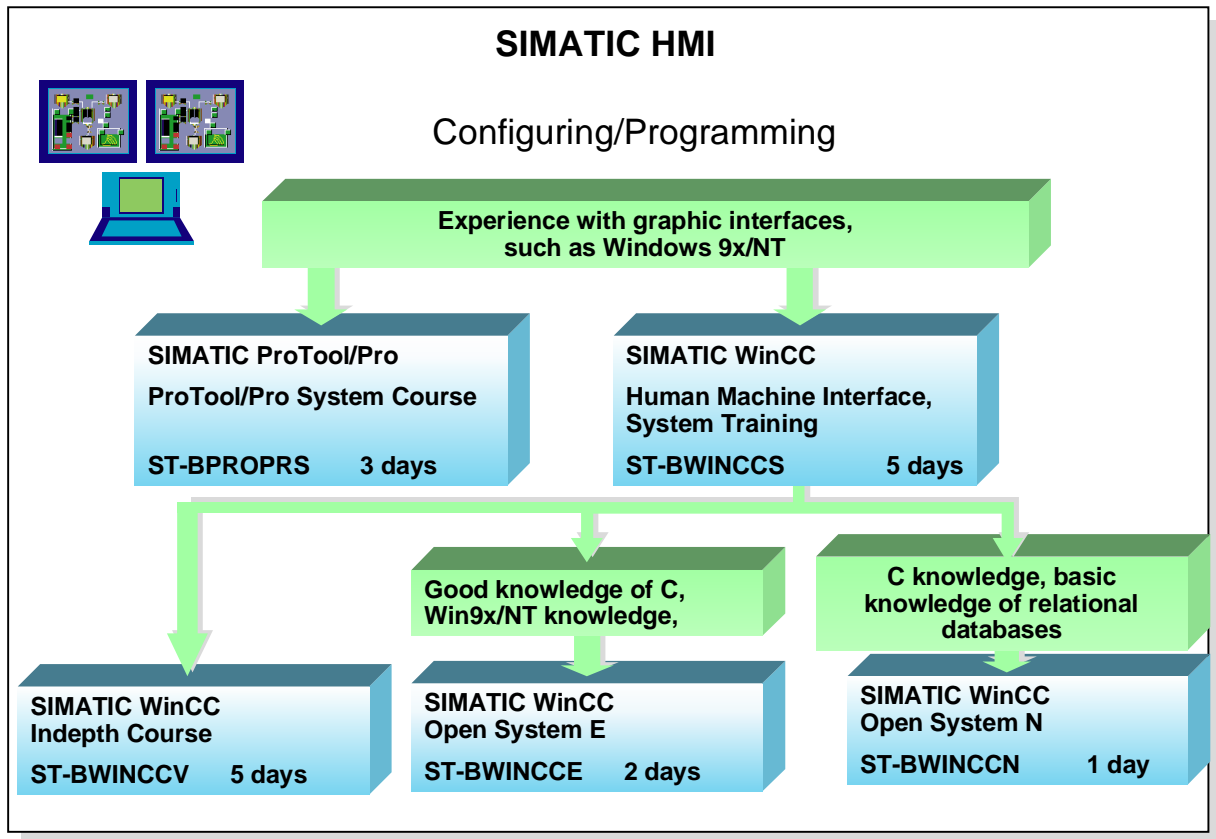 SIMATIC HMI
Configuring/Programming
Experience with graphic interfaces,
such as Windows 9x/NT
SIMATIC ProTool/Pro
ProTool/Pro System Course
ST-BPROPRS 3 days
SIMATIC WinCC
Human Machine Interface,
System Training
ST-BWINCCS 5 days
Good knowledge of C,
Win9x/NT knowledge,
C knowledge, basic
knowledge of relational
databases
SIMATIC WinCC
Indepth Course
ST-BWINCCV 5 days
SIMATIC WinCC
Open System E
ST-BWINCCE 2 days
SIMATIC WinCC
Open System N
ST-BWINCCN 1 day